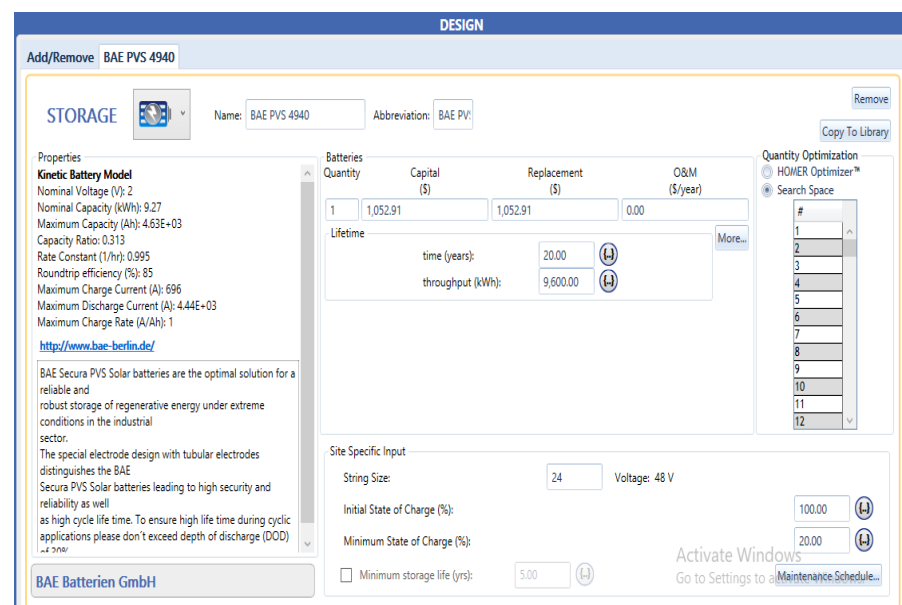 DESIGN
Add/Remove BAE PVS 4940
STORAGE
Name: BAE PVS 4940
Abbreviation: BAE PV
Remove
Copy To Library
Properties
Kinetic Battery Model
Nominal Voltage (V): 2
Nominal Capacity (kWh): 9.27
Maximum Capacity (Ah): 4.63E+03
Capacity Ratio: 0.313
Rate Constant (1/hr): 0.995
Roundtrip efficiency (%): 85
Maximum Charge Current (A): 696
Maximum Discharge Current (A): 4.44E+03
Maximum Charge Rate (A/Ah): 1
http://www.bae-berlin.de/
BAE Secura PVS Solar batteries are the optimal solution for a
reliable and
robust storage of regenerative energy under extreme
conditions in the industrial
sector.
The special electrode design with tubular electrodes
distinguishes the BAE
Secura PVS Solar batteries leading to high security and
reliability as well
as high cycle life time. To ensure high life time during cyclic
applications please don´t exceed depth of discharge (DOD)
of 20%
BAE Batterien GmbH
Batteries
Quantity Capital Replacement O&M
($) ($) ($/year)
1 1,052.91 1,052.91 0.00
Lifetime
More...
time (years): 20.00 {..}
throughput (kWh): 9,600.00 {..}
Quantity Optimization
HOMER Optimizer™
Search Space
#
1
2
3
4
5
6
7
8
9
10
11
12
Site Specific Input
String Size: 24 Voltage: 48 V
Initial State of Charge (%): 100.00 {..}
Minimum State of Charge (%): 20.00 {..}
Minimum storage life (yrs): 5.00 {..}
Maintenance Schedule...
Activate Windows
Go to Settings to a